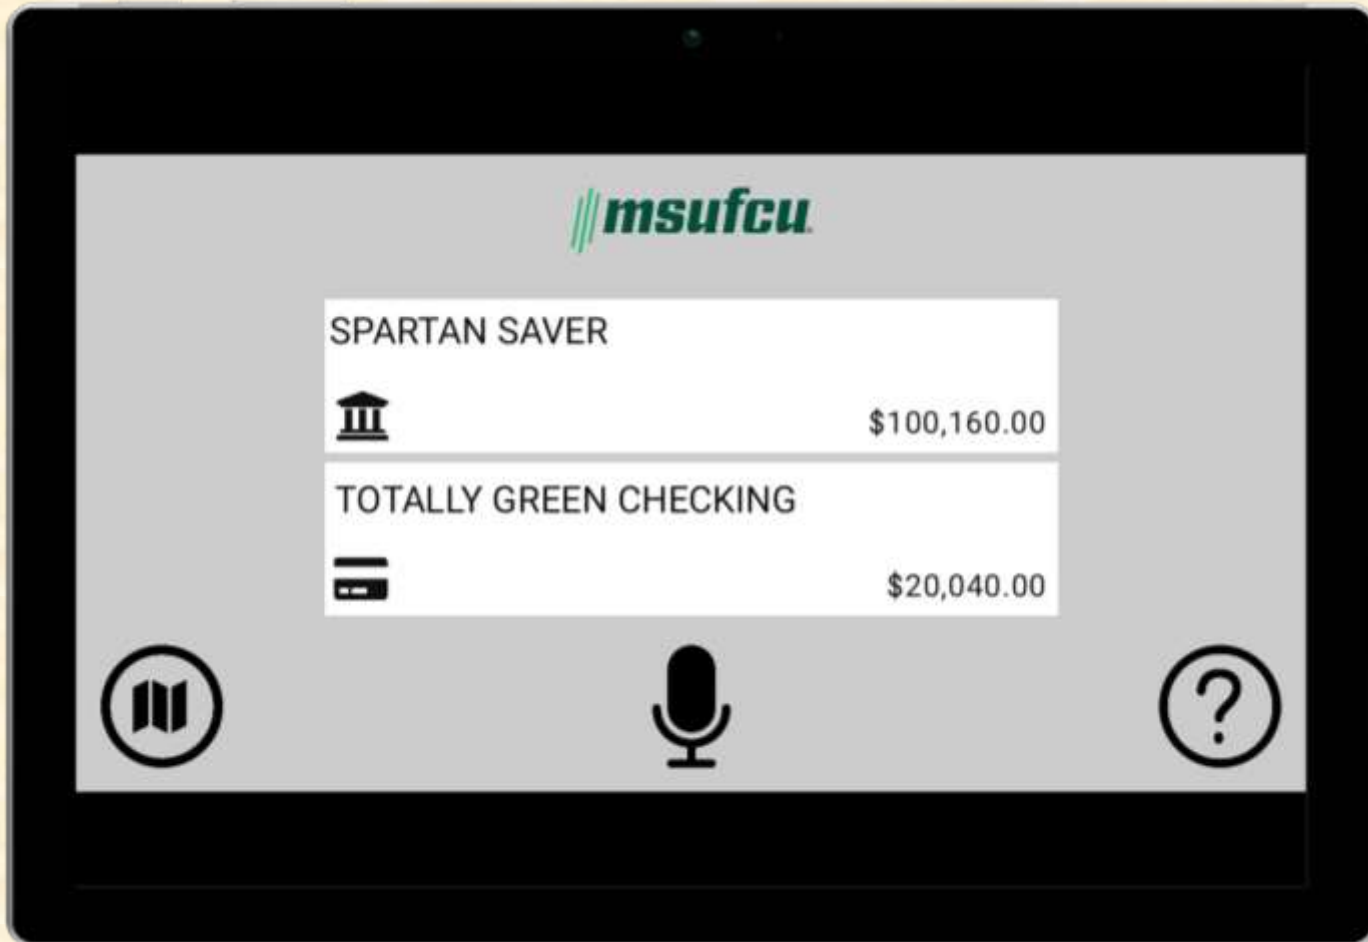 msufcu
SPARTAN SAVER
$100,160.00
TOTALLY GREEN CHECKING
$20,040.00
?